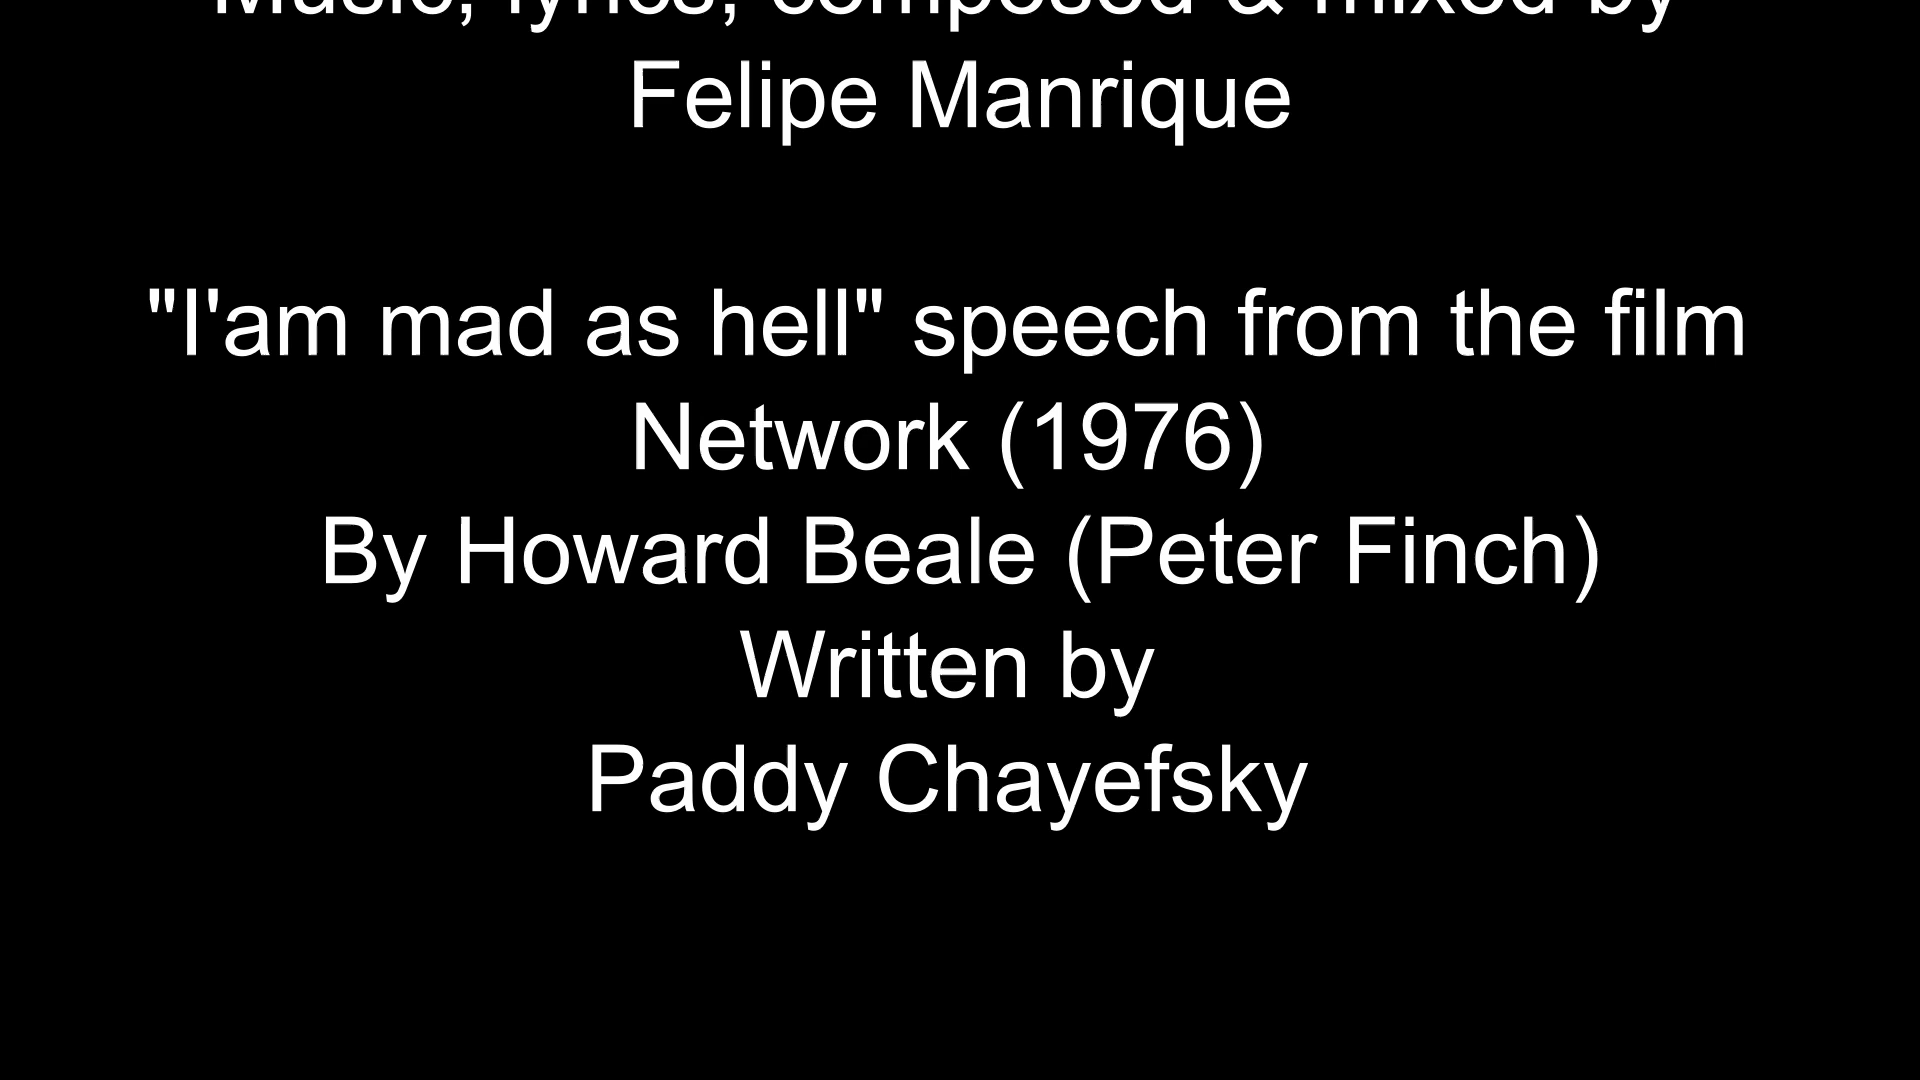 Music, lyrics, composed & mixed by
Felipe Manrique
"I'am mad as hell" speech from the film
Network (1976)
By Howard Beale (Peter Finch)
Written by
Paddy Chayefsky